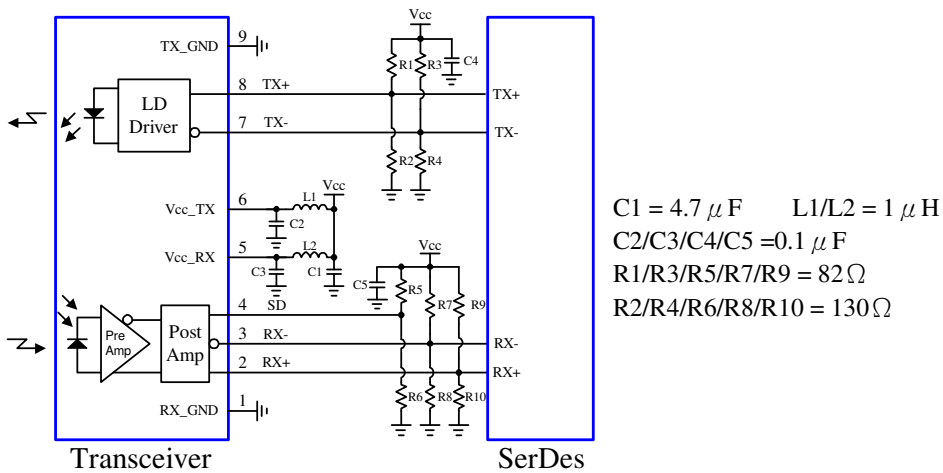 Vcc
TX_GND
9
R1
R3
C4
8
TX+
TX+
LD
Driver
7
TX-
TX-
R2
R4
Vcc_TX
6
L1
Vcc
C2
Vcc_RX
5
L2
Vcc
C3
C1
C5
R5
R7
R9
4
SD
Pre
Amp
Post
Amp
3
RX-
RX-
2
RX+
RX+
R6
R8
R10
RX_GND
1
Transceiver
SerDes
C1 = 4.7 μF L1/L2 = 1 μH
C2/C3/C4/C5 =0.1 μF
R1/R3/R5/R7/R9 = 82Ω
R2/R4/R6/R8/R10 = 130Ω